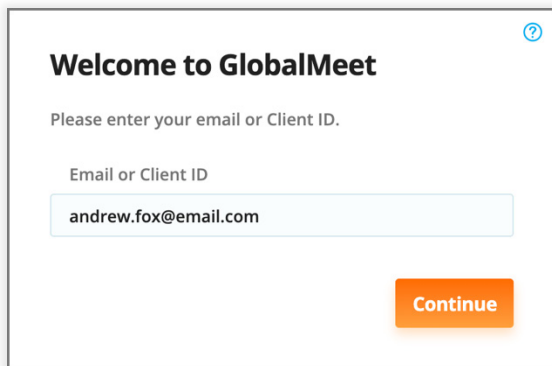 ?
Welcome to GlobalMeet
Please enter your email or Client ID.
Email or Client ID
andrew.fox@email.com
Continue